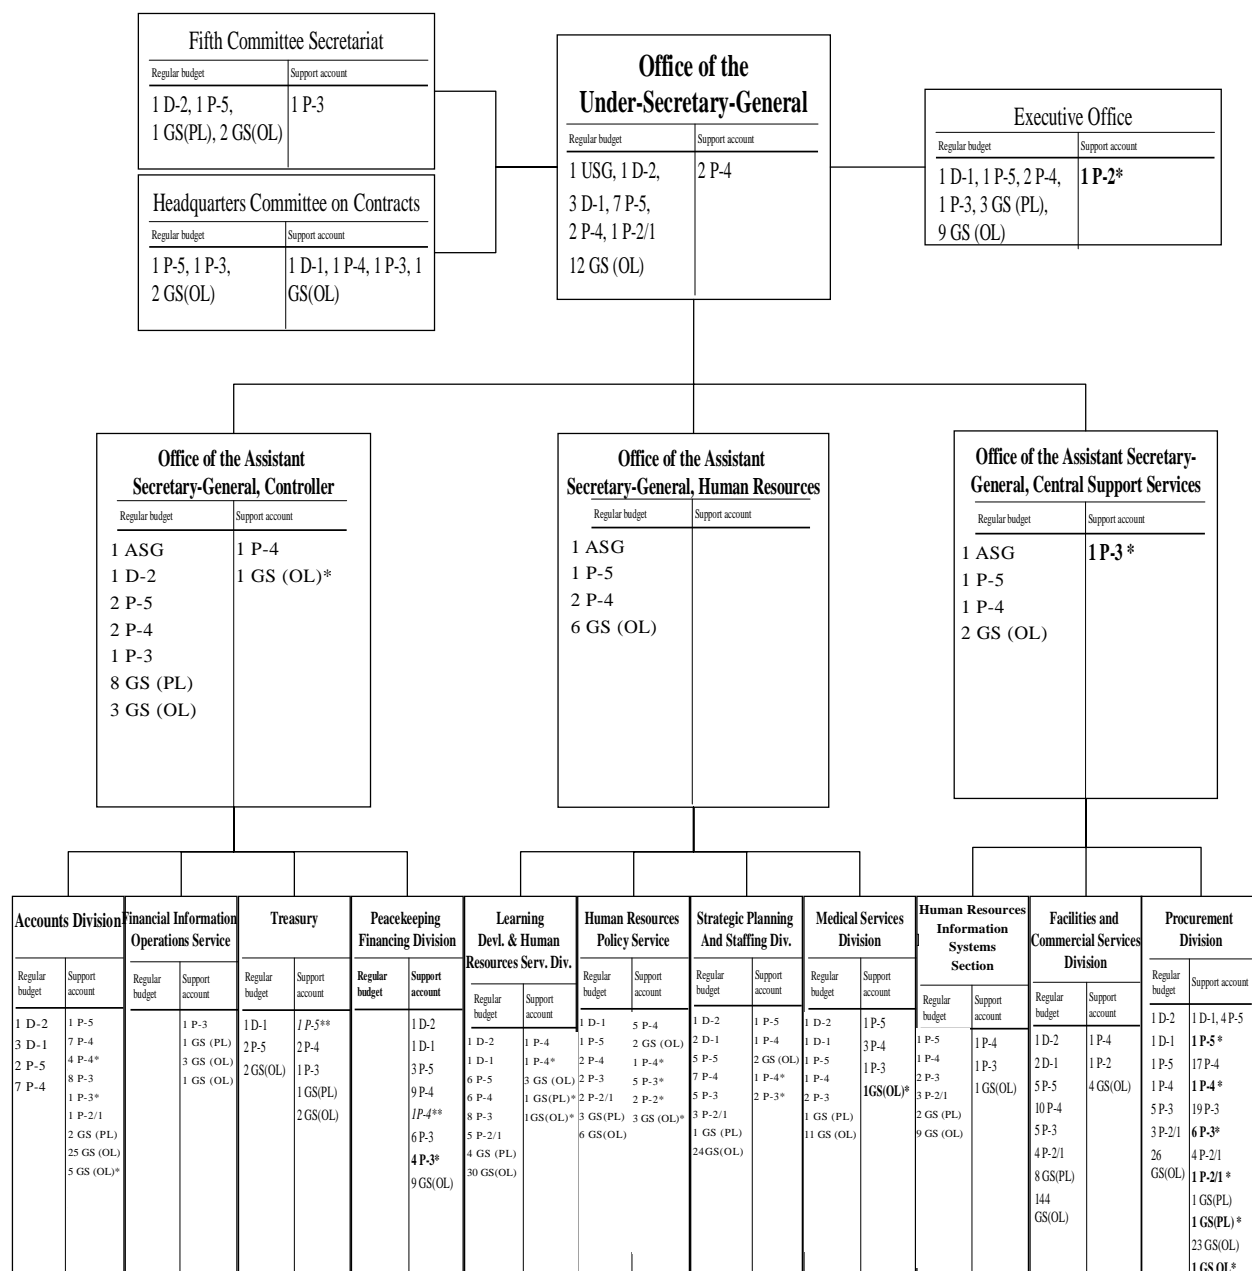 Fifth Committee Secretariat
Regular budget
Support account
1 D-2, 1 P-5,
1 GS(PL), 2 GS(OL)
1 P-3
Headquarters Committee on Contracts
Regular budget
Support account
1 P-5, 1 P-3,
2 GS(OL)
1 D-1, 1 P-4, 1 P-3, 1
GS(OL)
Office of the
Under-Secretary-General
Regular budget
Support account
1 USG, 1 D-2,
3 D-1, 7 P-5,
2 P-4, 1 P-2/1
12 GS (OL)
2 P-4
Executive Office
Regular budget
Support account
1 D-1, 1 P-5, 2 P-4,
1 P-3, 3 GS (PL),
9 GS (OL)
1 P-2*
Office of the Assistant
Secretary-General, Controller
Regular budget
Support account
1 ASG
1 D-2
2 P-5
2 P-4
1 P-3
8 GS (PL)
3 GS (OL)
1 P-4
1 GS (OL)*
Office of the Assistant
Secretary-General, Human Resources
Regular budget
Support account
1 ASG
1 P-5
2 P-4
6 GS (OL)
Office of the Assistant Secretary-
General, Central Support Services
Regular budget
Support account
1 ASG
1 P-5
1 P-4
2 GS (OL)
1 P-3 *
Accounts Division
Regular
budget
Support
account
1 D-2
3 D-1
2 P-5
7 P-4
1 P-5
7 P-4
4 P-4*
8 P-3
1 P-3*
1 P-2/1
2 GS (PL)
25 GS (OL)
5 GS (OL)*
Financial Information
Operations Service
Regular
budget
Support
account
1 P-3
1 GS (PL)
3 GS (OL)
1 GS (OL)
Treasury
Regular
budget
Support
account
1 D-1
2 P-5
2 GS(OL)
1 P-5**
2 P-4
1 P-3
1 GS(PL)
2 GS(OL)
Peacekeeping
Financing Division
Regular
budget
Support
account
1 D-2
1 D-1
3 P-5
9 P-4
1P-4**
6 P-3
4 P-3*
9 GS(OL)
Learning
Devl. & Human
Resources Serv. Div.
Regular
budget
Support
account
1 D-2
1 D-1
6 P-5
6 P-4
8 P-3
5 P-2/1
4 GS (PL)
30 GS(OL)
1 P-4
1 P-4*
3 GS (OL)
1 GS(PL)*
1GS(OL)*
Human Resources
Policy Service
Regular
budget
Support
account
1 D-1
1 P-5
2 P-4
2 P-3
2 P-2/1
3 GS(PL)
6 GS(OL)
5 P-4
2 GS (OL)
1 P-4*
5 P-3*
2 P-2*
3 GS (OL)*
Strategic Planning
And Staffing Div.
Regular
budget
Support
account
1 D-2
2 D-1
5 P-5
7 P-4
5 P-3
3 P-2/1
1 GS (PL)
24GS(OL)
1 P-5
1 P-4
2 GS (OL)
1 P-4*
2 P-3*
Medical Services
Division
Regular
budget
Support
account
1 D-2
1 D-1
1 P-5
1 P-4
2 P-3
1 GS (PL)
11 GS (OL)
1 P-5
3 P-4
1 P-3
1GS(OL)*
Human Resources
Information
Systems
Section
Regular
budget
Support
account
1 P-5
1 P-4
2 P-3
3 P-2/1
2 GS (PL)
9 GS (OL)
1 P-4
1 P-3
1 GS(OL)
Facilities and
Commercial Services
Division
Regular
budget
Support
account
1 D-2
2 D-1
5 P-5
10 P-4
5 P-3
4 P-2/1
8 GS(PL)
144
GS(OL)
1 P-4
1 P-2
4 GS(OL)
Procurement
Division
Regular
budget
Support account
1 D-2
1 D-1
1 P-5
1 P-4
5 P-3
3 P-2/1
26
GS(OL)
1 D-1, 4 P-5
1 P-5 *
17 P-4
1 P-4 *
19 P-3
6 P-3*
4 P-2/1
1 P-2/1 *
1 GS(PL)
1 GS(PL) *
23 GS(OL)
1 GS OL*